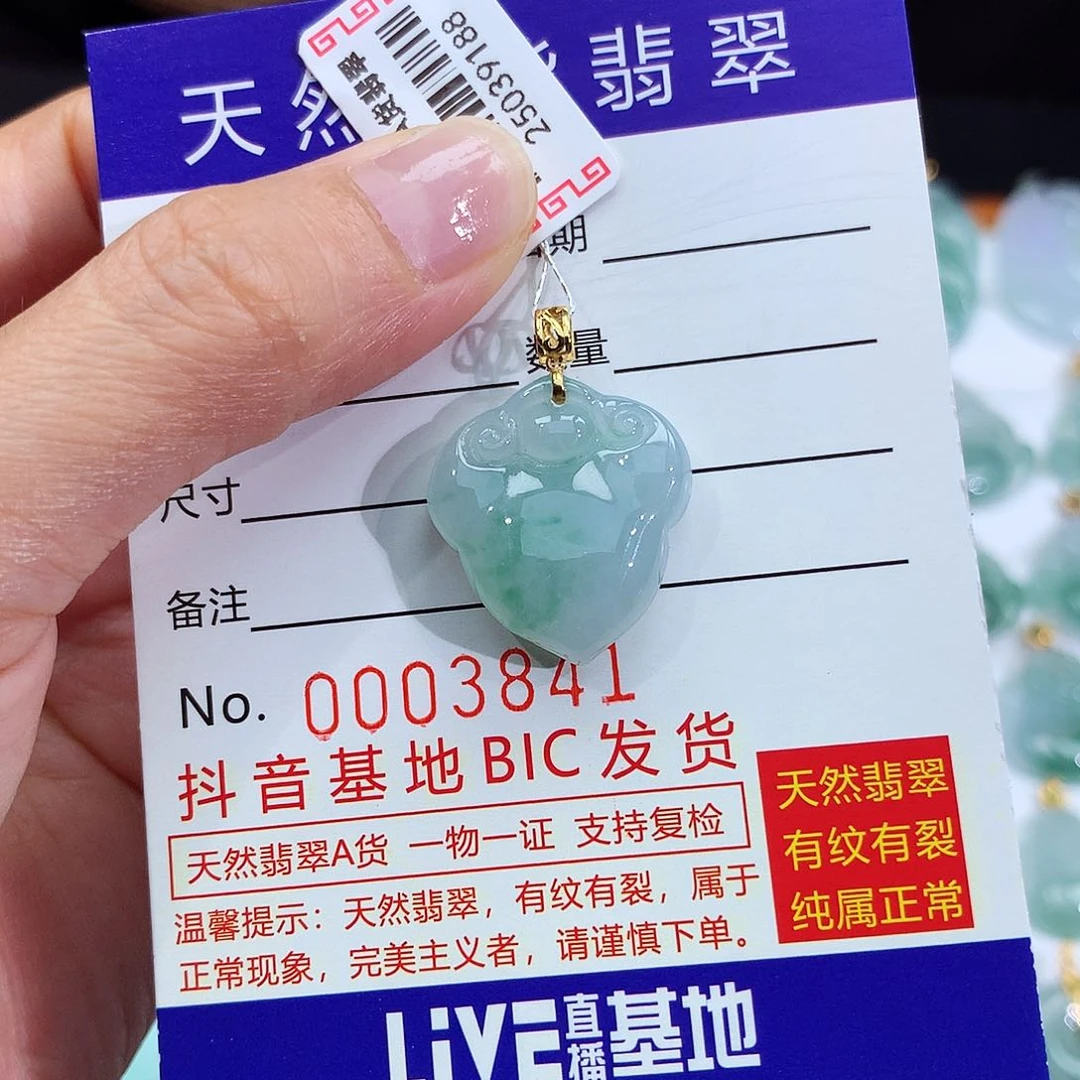 天然 翡翠
25039188
期
数量
尺寸
备注
No. 0003841
抖音基地BIC发货
天然翡翠A货 一物一证 支持复检
温馨提示：天然翡翠，有纹有裂，属于
正常现象，完美主义者，请谨慎下单。
天然翡翠
有纹有裂
纯属正常
LiVE直播基地